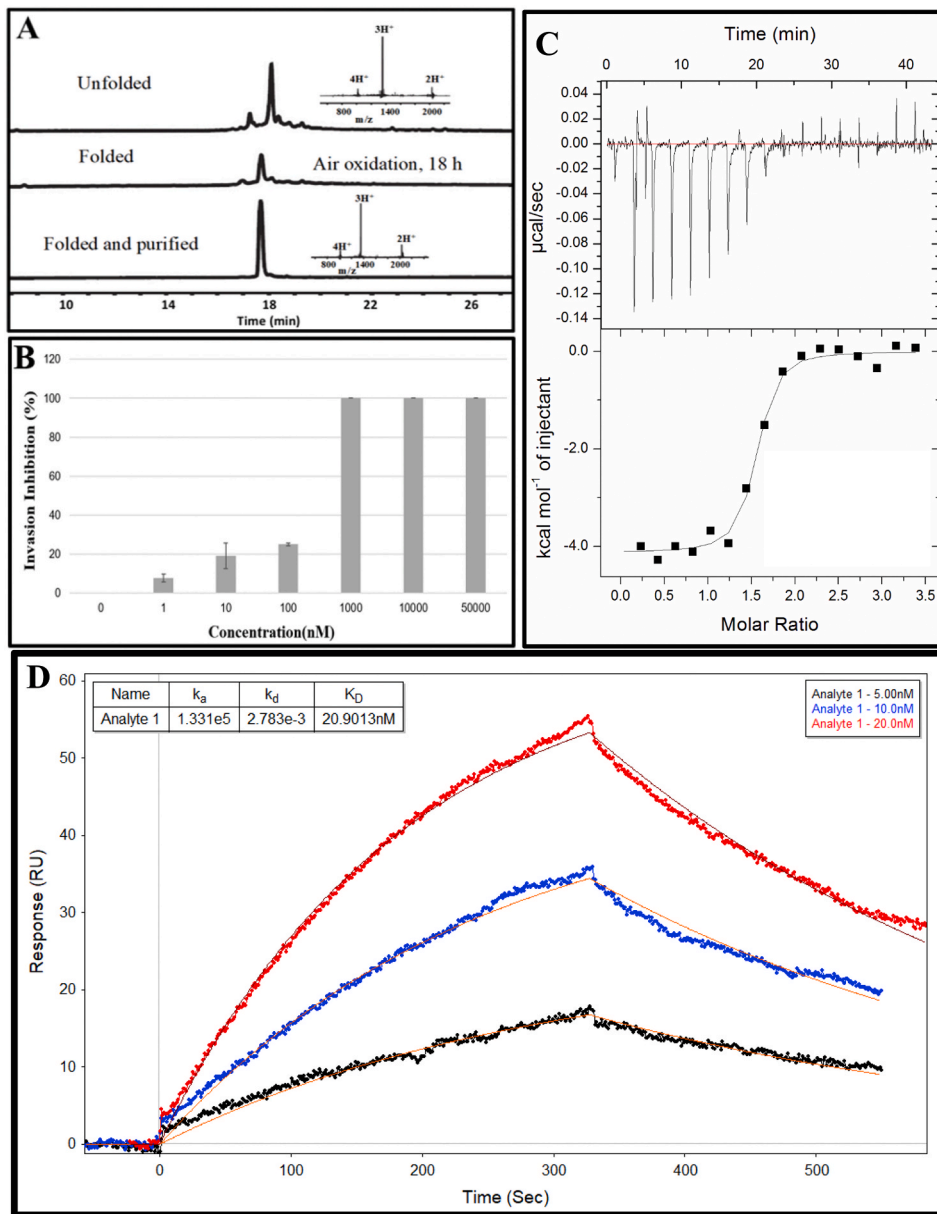 A
Unfolded
3H⁺
4H⁺
2H⁺
800 1400 2000
m/z
Folded
Air oxidation, 18 h
Folded and purified
3H⁺
4H⁺
2H⁺
800 1400 2000
m/z
10 14 18 22 26
Time (min)
B
Invasion Inhibition (%)
120
100
80
60
40
20
0
0 1 10 100 1000 10000 50000
Concentration(nM)
C
Time (min)
0 10 20 30 40
µcal/sec
0.04
0.02
0.00
-0.02
-0.04
-0.06
-0.08
-0.10
-0.12
-0.14
kcal mol⁻¹ of injectant
0.0
-2.0
-4.0
0.0 0.5 1.0 1.5 2.0 2.5 3.0 3.5
Molar Ratio
D
Name kₐ k_d K_D
Analyte 1 1.331e5 2.783e-3 20.9013nM
Analyte 1 - 5.00nM
Analyte 1 - 10.0nM
Analyte 1 - 20.0nM
Response (RU)
60
50
40
30
20
10
0
0 100 200 300 400 500
Time (Sec)